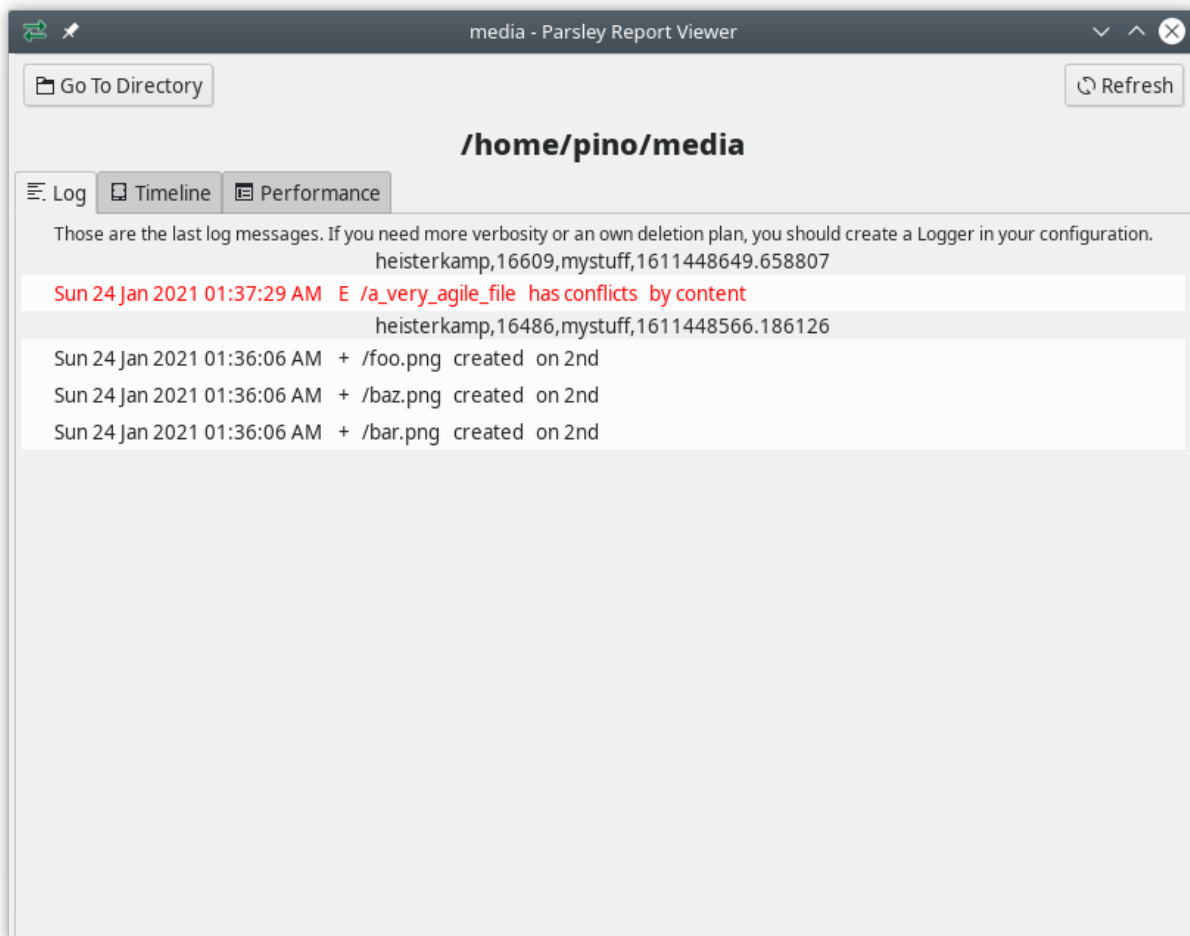 media - Parsley Report Viewer
Go To Directory
Refresh
/home/pino/media
Log
Timeline
Performance
Those are the last log messages. If you need more verbosity or an own deletion plan, you should create a Logger in your configuration.
heisterkamp,16609,mystuff,1611448649.658807
Sun 24 Jan 2021 01:37:29 AM E /a_very_agile_file has conflicts by content
heisterkamp,16486,mystuff,1611448566.186126
Sun 24 Jan 2021 01:36:06 AM + /foo.png created on 2nd
Sun 24 Jan 2021 01:36:06 AM + /baz.png created on 2nd
Sun 24 Jan 2021 01:36:06 AM + /bar.png created on 2nd